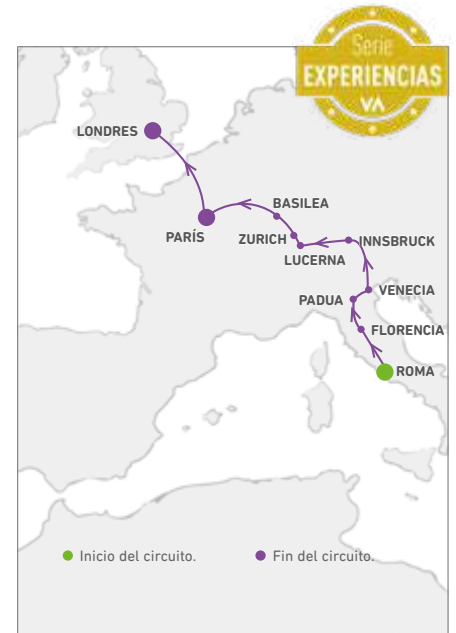 Serie
EXPERIENCIAS
VA
LONDRES
BASILEA
PARÍS
ZURICH
INNSBRUCK
LUCERNA
VENECIA
PADUA
FLORENCIA
ROMA
Inicio del circuito.
Fin del circuito.